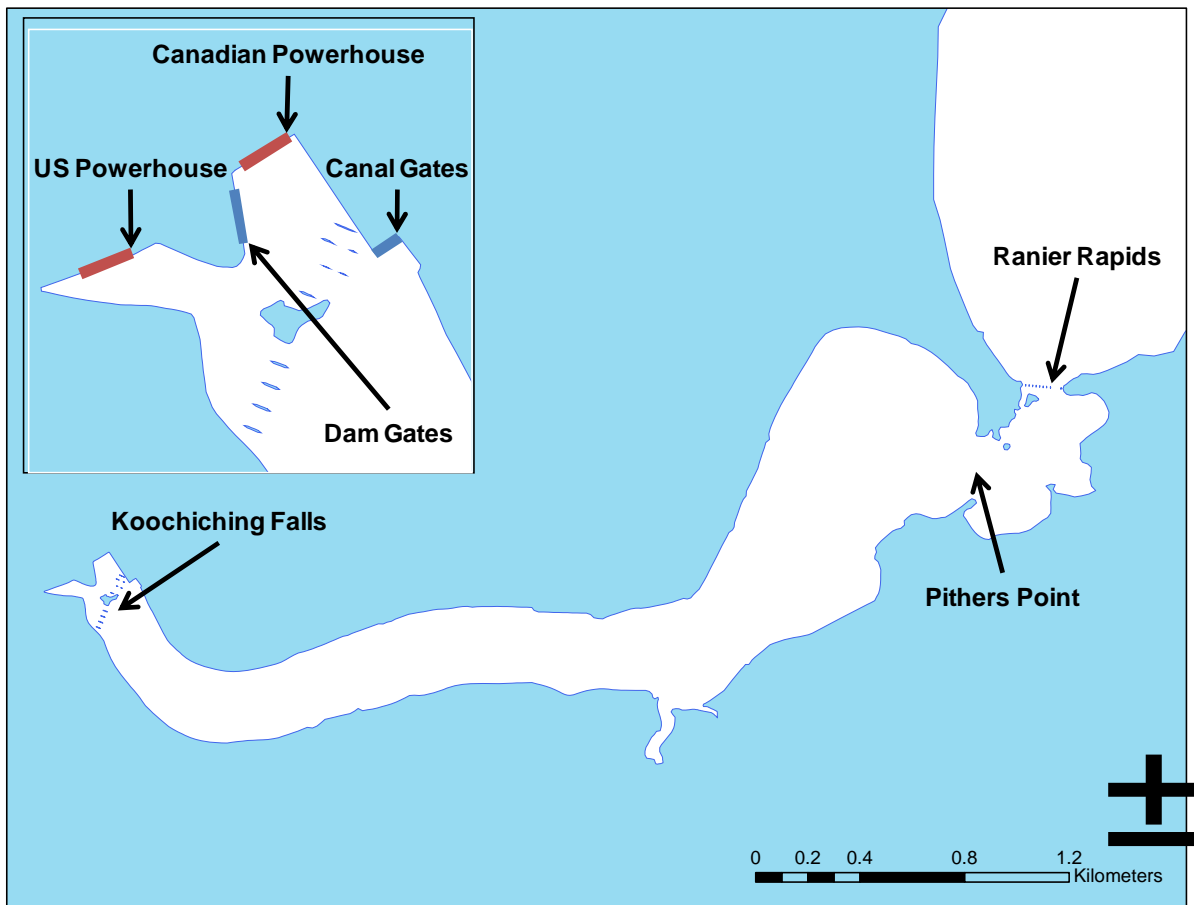 Canadian Powerhouse
US Powerhouse
Canal Gates
Dam Gates
Ranier Rapids
Koochiching Falls
Pithers Point
0 0.2 0.4 0.8 1.2
Kilometers